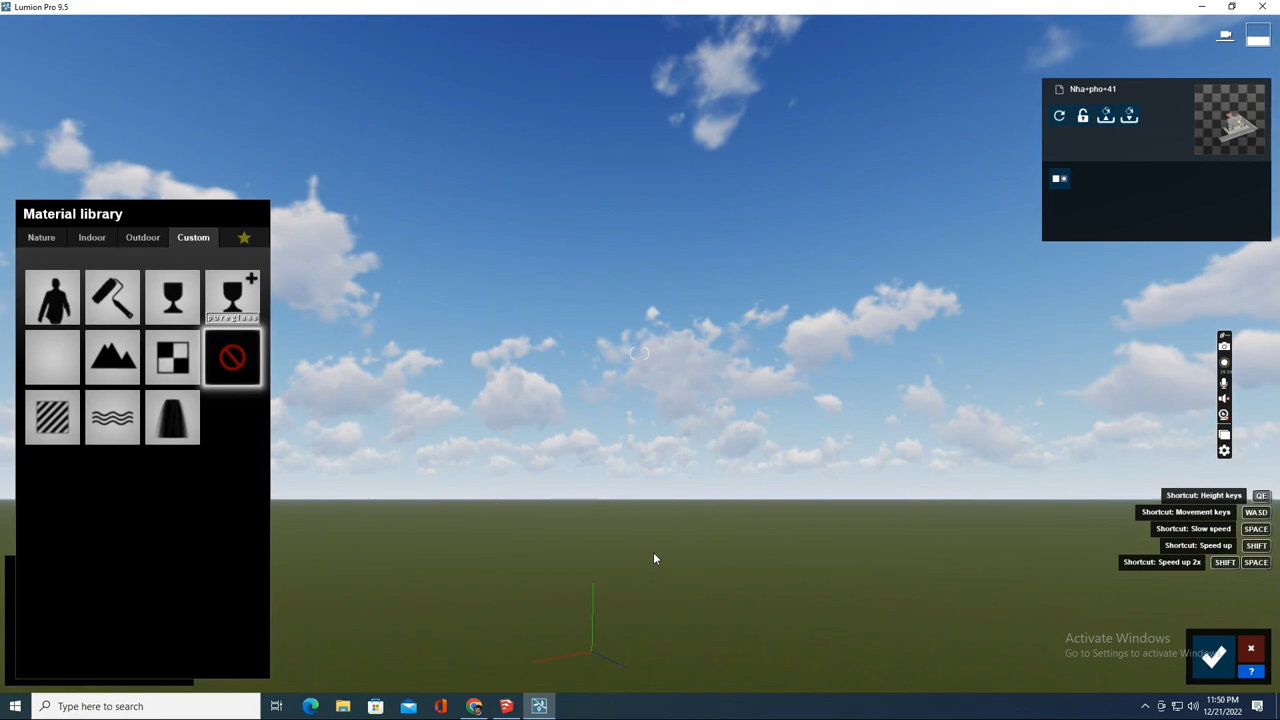 Lumion Pro 9.5
Nha+pho+41
Material library
Nature Indoor Outdoor Custom
pureglass
Shortcut: Height keys QE
Shortcut: Movement keys WASD
Shortcut: Slow speed SPACE
Shortcut: Speed up SHIFT
Shortcut: Speed up 2x SHIFT SPACE
Activate Windows
Go to Settings to activate Windows.
?
Type here to search
11:50 PM
12/21/2022